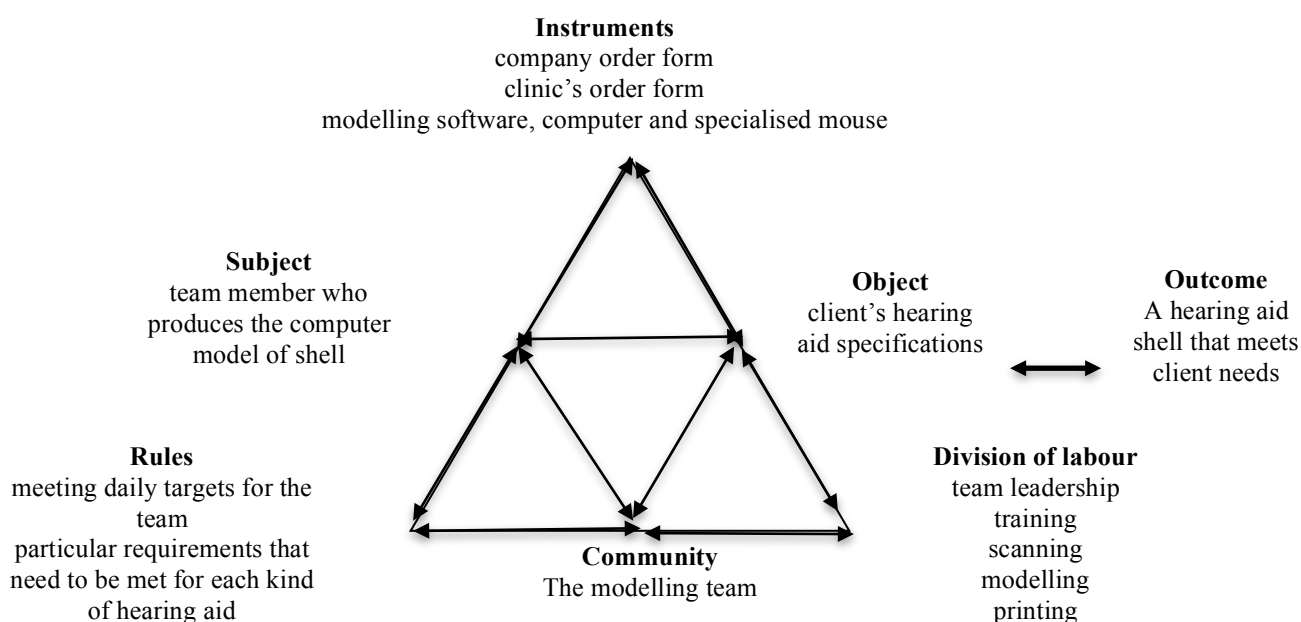 Instruments
company order form
clinic's order form
modelling software, computer and specialised mouse
Subject
team member who
produces the computer
model of shell
Object
client's hearing
aid specifications
Outcome
A hearing aid
shell that meets
client needs
Rules
meeting daily targets for the
team
particular requirements that
need to be met for each kind
of hearing aid
Community
The modelling team
Division of labour
team leadership
training
scanning
modelling
printing